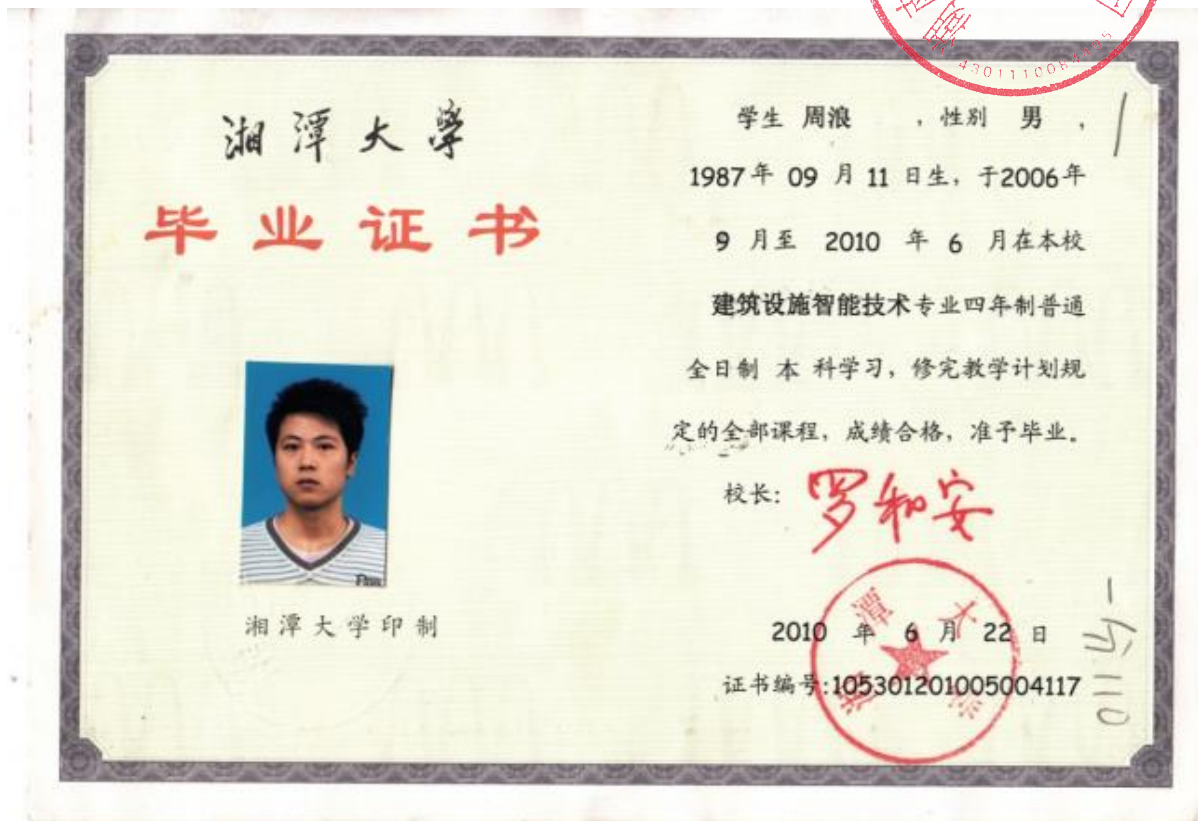 湘潭大学
毕业证书
湘潭大学印制
学生 周浪 ，性别 男 ，
1987年 09 月 11 日生，于2006年
9 月至 2010 年 6 月在本校
建筑设施智能技术专业四年制普通
全日制 本 科学习，修完教学计划规
定的全部课程，成绩合格，准予毕业。
校长：罗和安
2010 年 6 月 22 日
证书编号:105301201005004117
湘潭大学